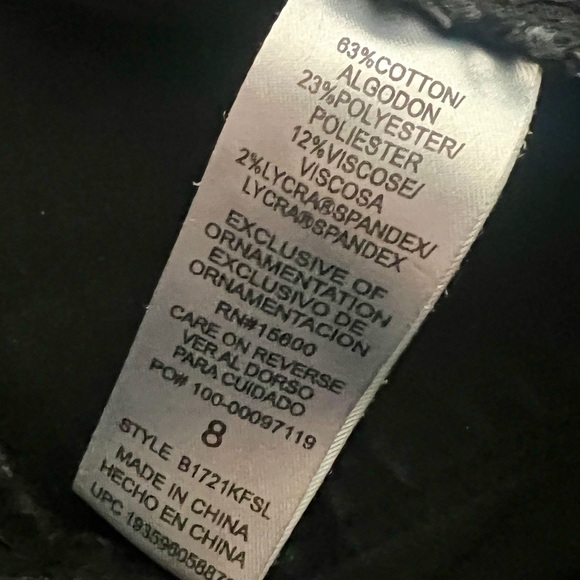 63%COTTON/
ALGODON
23%POLYESTER/
POLIESTER
12%VISCOSE/
VISCOSA
2%LYCRA®SPANDEX/
LYCRA®SPANDEX
EXCLUSIVE OF
ORNAMENTATION
EXCLUSIVO DE
ORNAMENTACION
RN#15600
CARE ON REVERSE
VER AL DORSO
PARA CUIDADO
PO# 100-00097119
8
STYLE B1721KFSL
MADE IN CHINA
HECHO EN CHINA
UPC